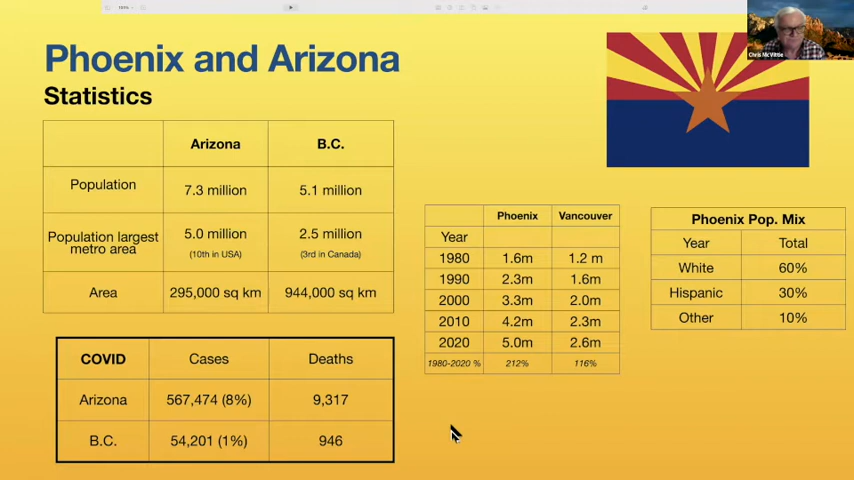 100%
Chris McVittie
Phoenix and Arizona
Statistics
Arizona B.C.
Population 7.3 million 5.1 million
Population largest metro area 5.0 million (10th in USA) 2.5 million (3rd in Canada)
Area 295,000 sq km 944,000 sq km
COVID Cases Deaths
Arizona 567,474 (8%) 9,317
B.C. 54,201 (1%) 946
Phoenix Vancouver
Year
1980 1.6m 1.2 m
1990 2.3m 1.6m
2000 3.3m 2.0m
2010 4.2m 2.3m
2020 5.0m 2.6m
1980-2020 % 212% 116%
Phoenix Pop. Mix
Year Total
White 60%
Hispanic 30%
Other 10%